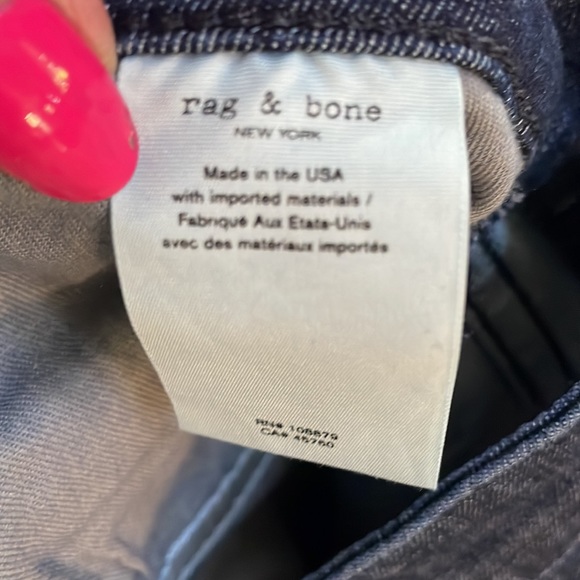 rag & bone
NEW YORK
Made in the USA
with imported materials /
Fabriqué Aux Etats-Unis
avec des matériaux importés
RN# 108879
CA# 45760